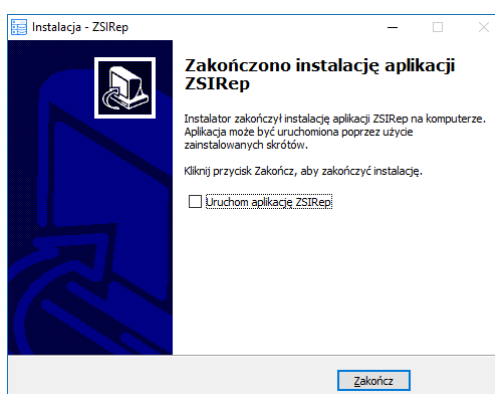 Instalacja - ZSIRep
Zakończono instalację aplikacji
ZSIRep
Instalator zakończył instalację aplikacji ZSIRep na komputerze.
Aplikacja może być uruchomiona poprzez użycie
zainstalowanych skrótów.
Kliknij przycisk Zakończ, aby zakończyć instalację.
Uruchom aplikację ZSIRep
Zakończ